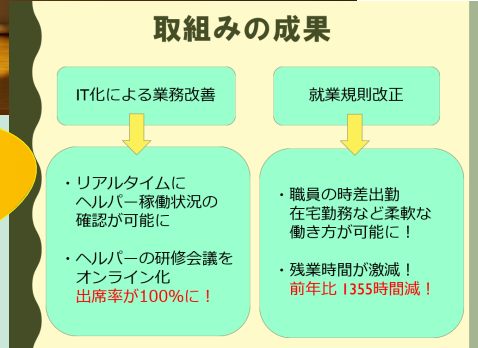 取組みの成果
IT化による業務改善
・リアルタイムに
ヘルパー稼働状況の
確認が可能に
・ヘルパーの研修会議を
オンライン化
出席率が100%に！
就業規則改正
・職員の時差出勤
在宅勤務など柔軟な
働き方が可能に！
・残業時間が激減！
前年比 1355時間減！